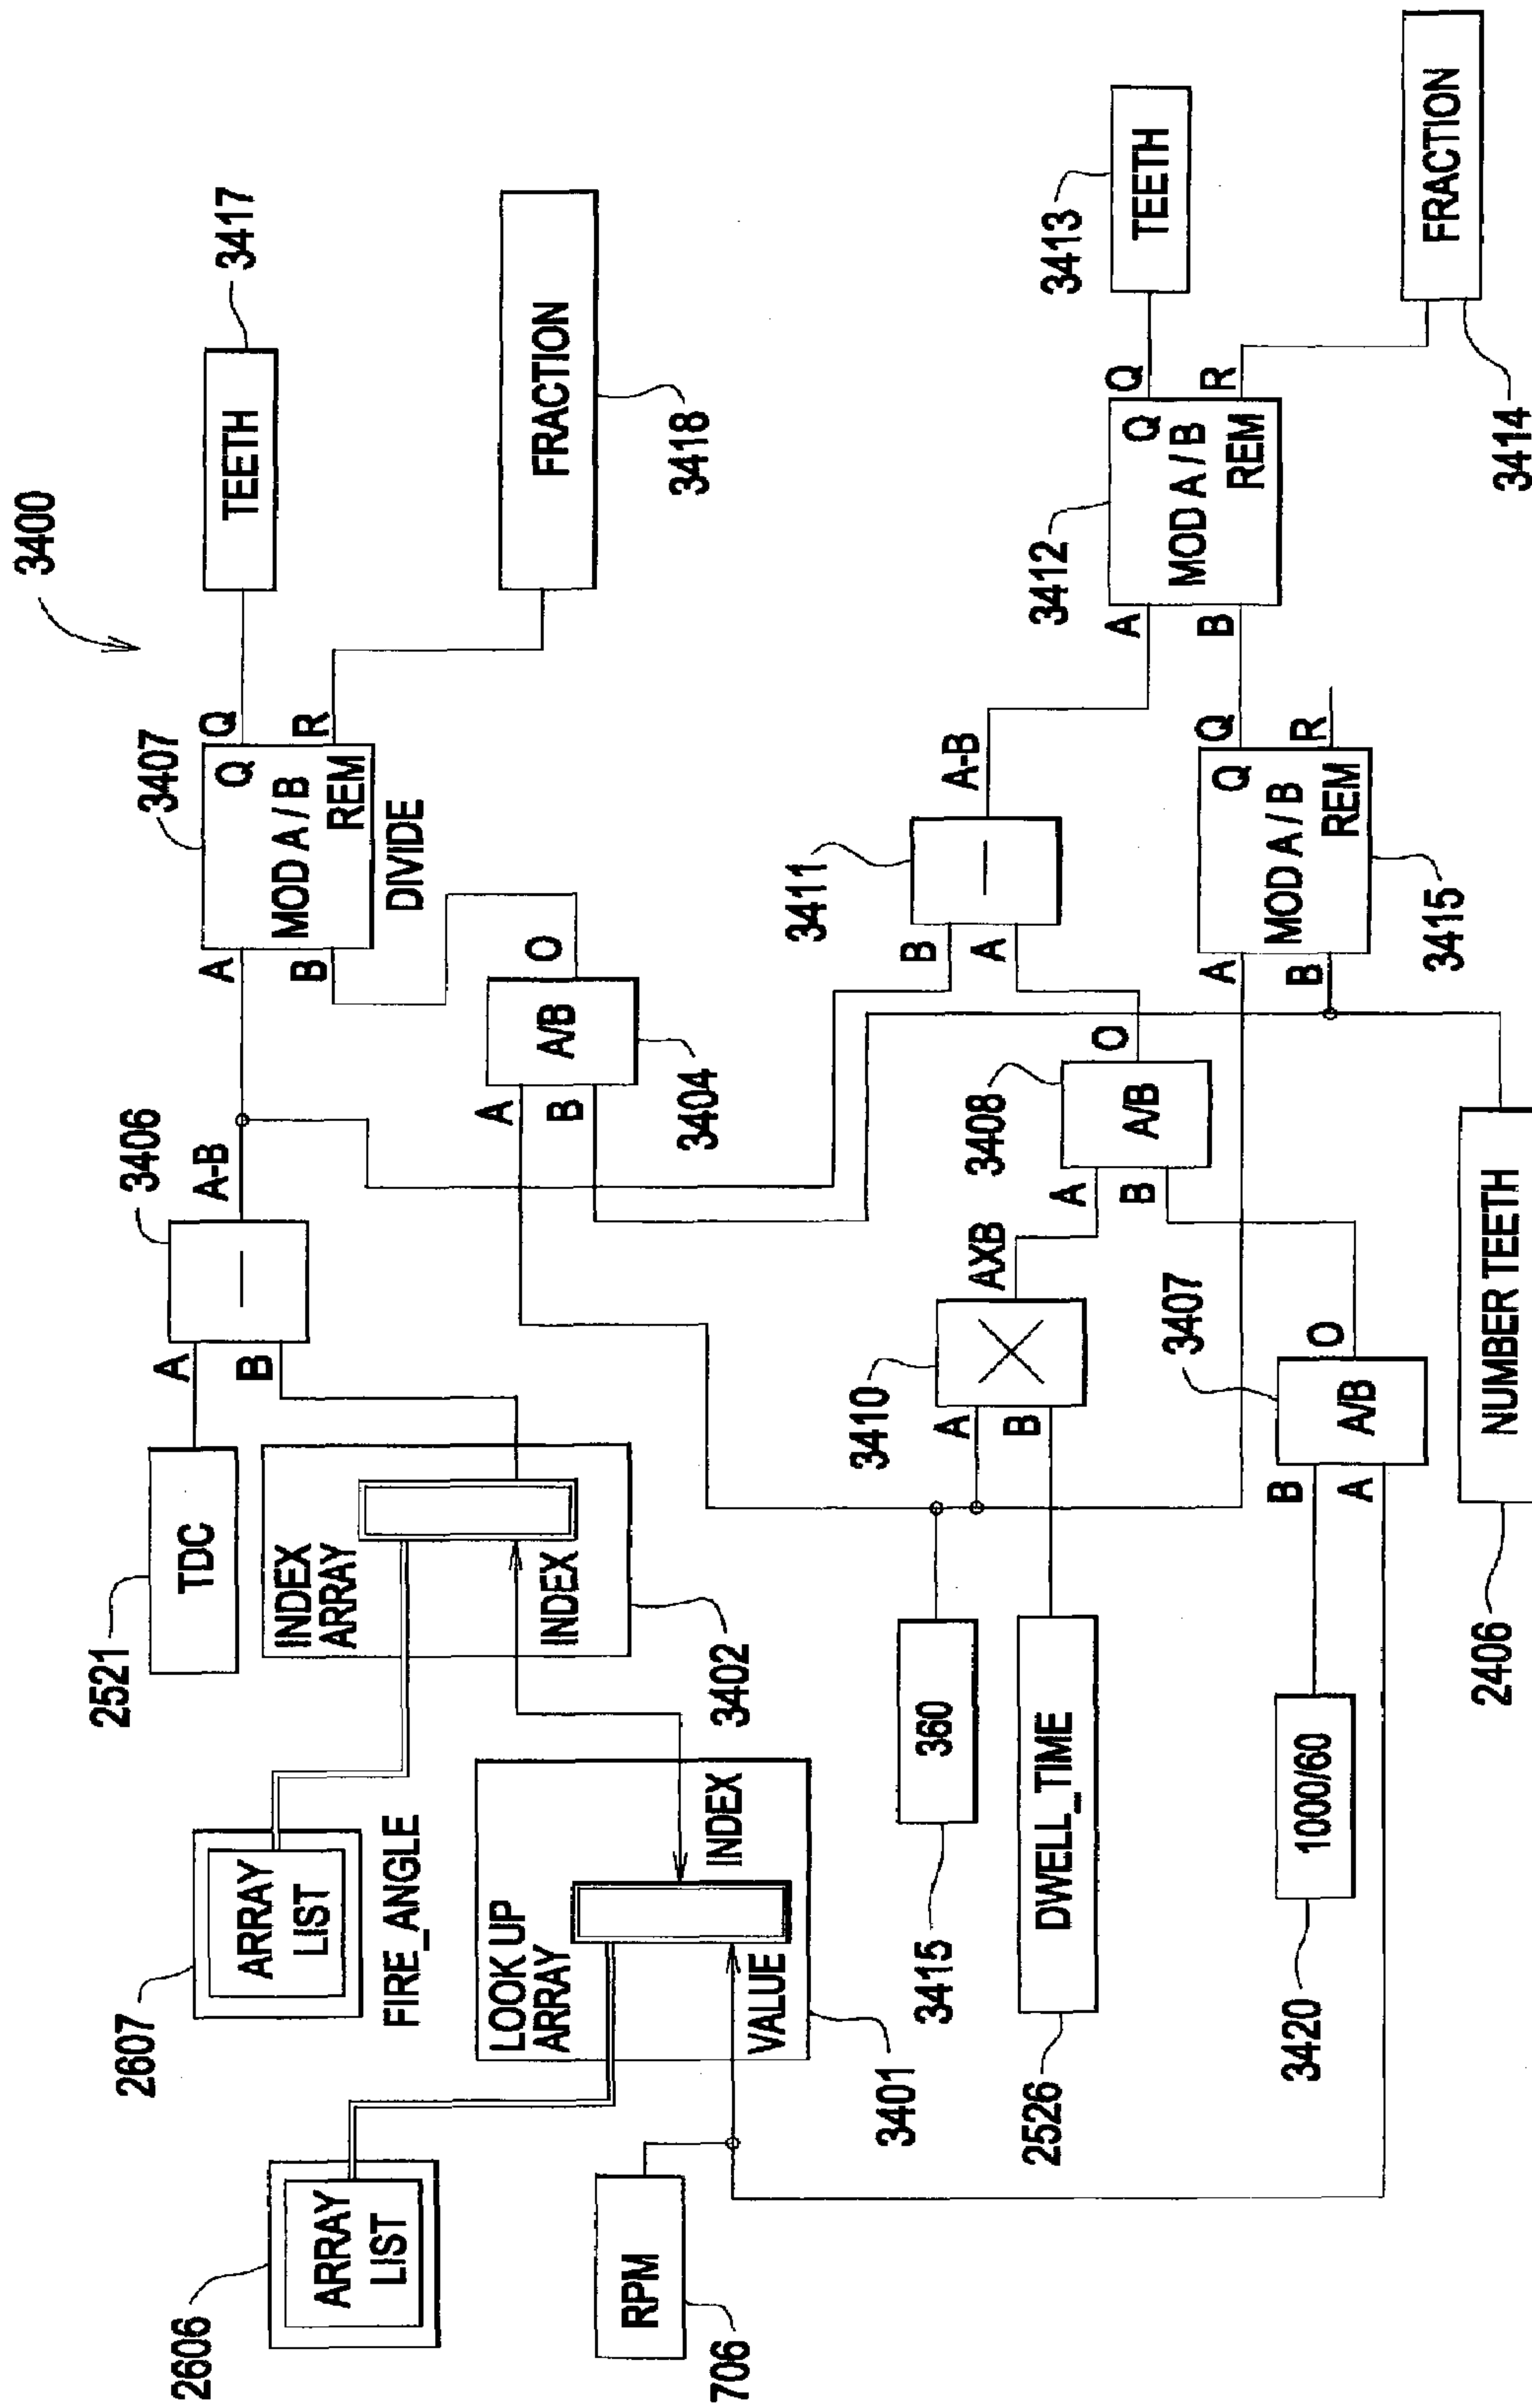 3400
2606
ARRAY
LIST
2607
ARRAY
LIST
FIRE_ANGLE
2521
TDC
A
B
3406
A-B
INDEX
ARRAY
INDEX
3402
LOOK UP
ARRAY
INDEX
VALUE
3401
RPM
706
A
B
3407
Q
MOD A / B
REM
Q
R
DIVIDE
TEETH
3417
FRACTION
3418
A
B
A/B
O
3404
360
3415
DWELL_TIME
2526
1000/60
3420
3410
A
B
AXB
3408
A
B
A/B
O
3407
B
A
A/B
O
NUMBER TEETH
2406
3411
B
A
A-B
A
B
Q
MOD A / B
REM
Q
R
3415
3412
A
B
Q
MOD A / B
REM
Q
R
3413
TEETH
FRACTION
3414